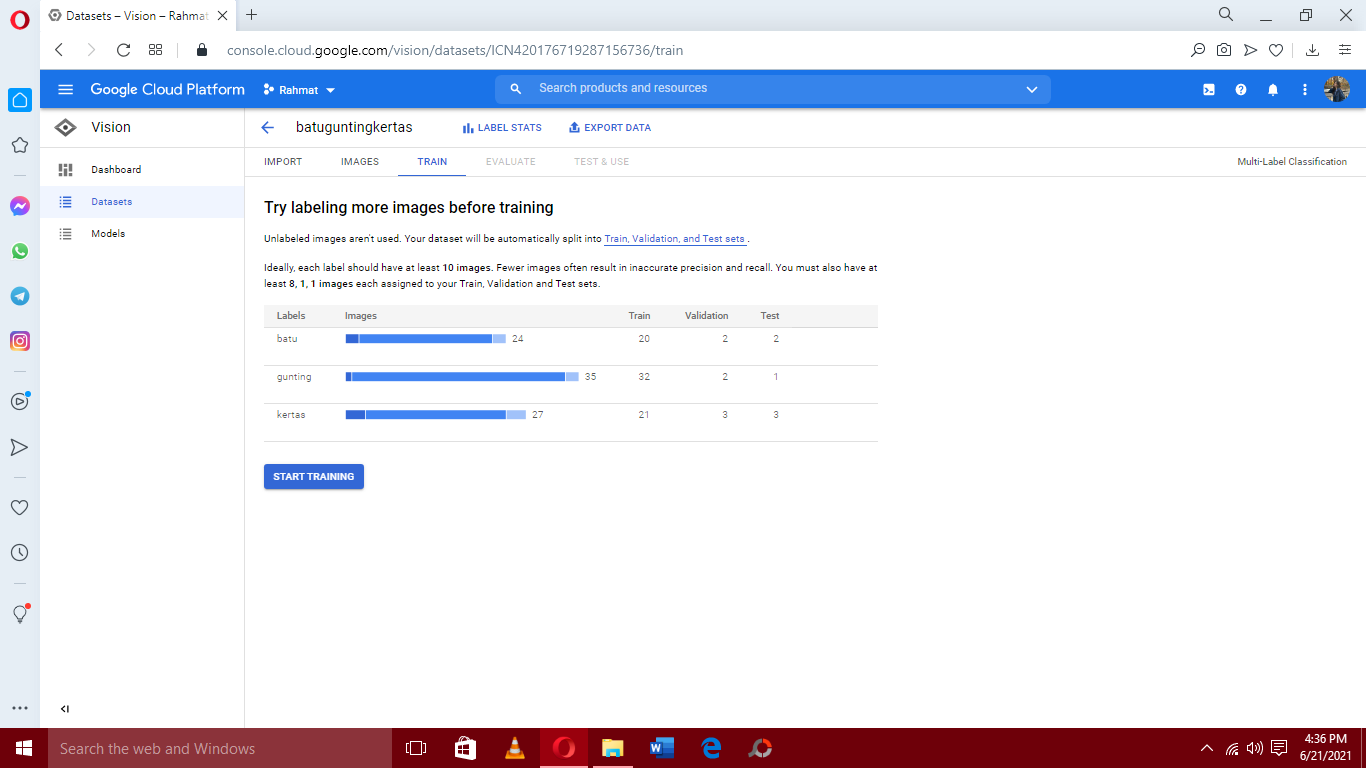 Datasets – Vision – Rahmat
console.cloud.google.com/vision/datasets/ICN420176719287156736/train
Google Cloud Platform
Rahmat
Search products and resources
Vision
batuguntingkertas
LABEL STATS
EXPORT DATA
IMPORT
IMAGES
TRAIN
EVALUATE
TEST & USE
Multi-Label Classification
Dashboard
Datasets
Models
Try labeling more images before training
Unlabeled images aren't used. Your dataset will be automatically split into Train, Validation, and Test sets .
Ideally, each label should have at least 10 images. Fewer images often result in inaccurate precision and recall. You must also have at
least 8, 1, 1 images each assigned to your Train, Validation and Test sets.
Labels Images Train Validation Test
batu 24 20 2 2
gunting 35 32 2 1
kertas 27 21 3 3
START TRAINING
Search the web and Windows
4:36 PM
6/21/2021